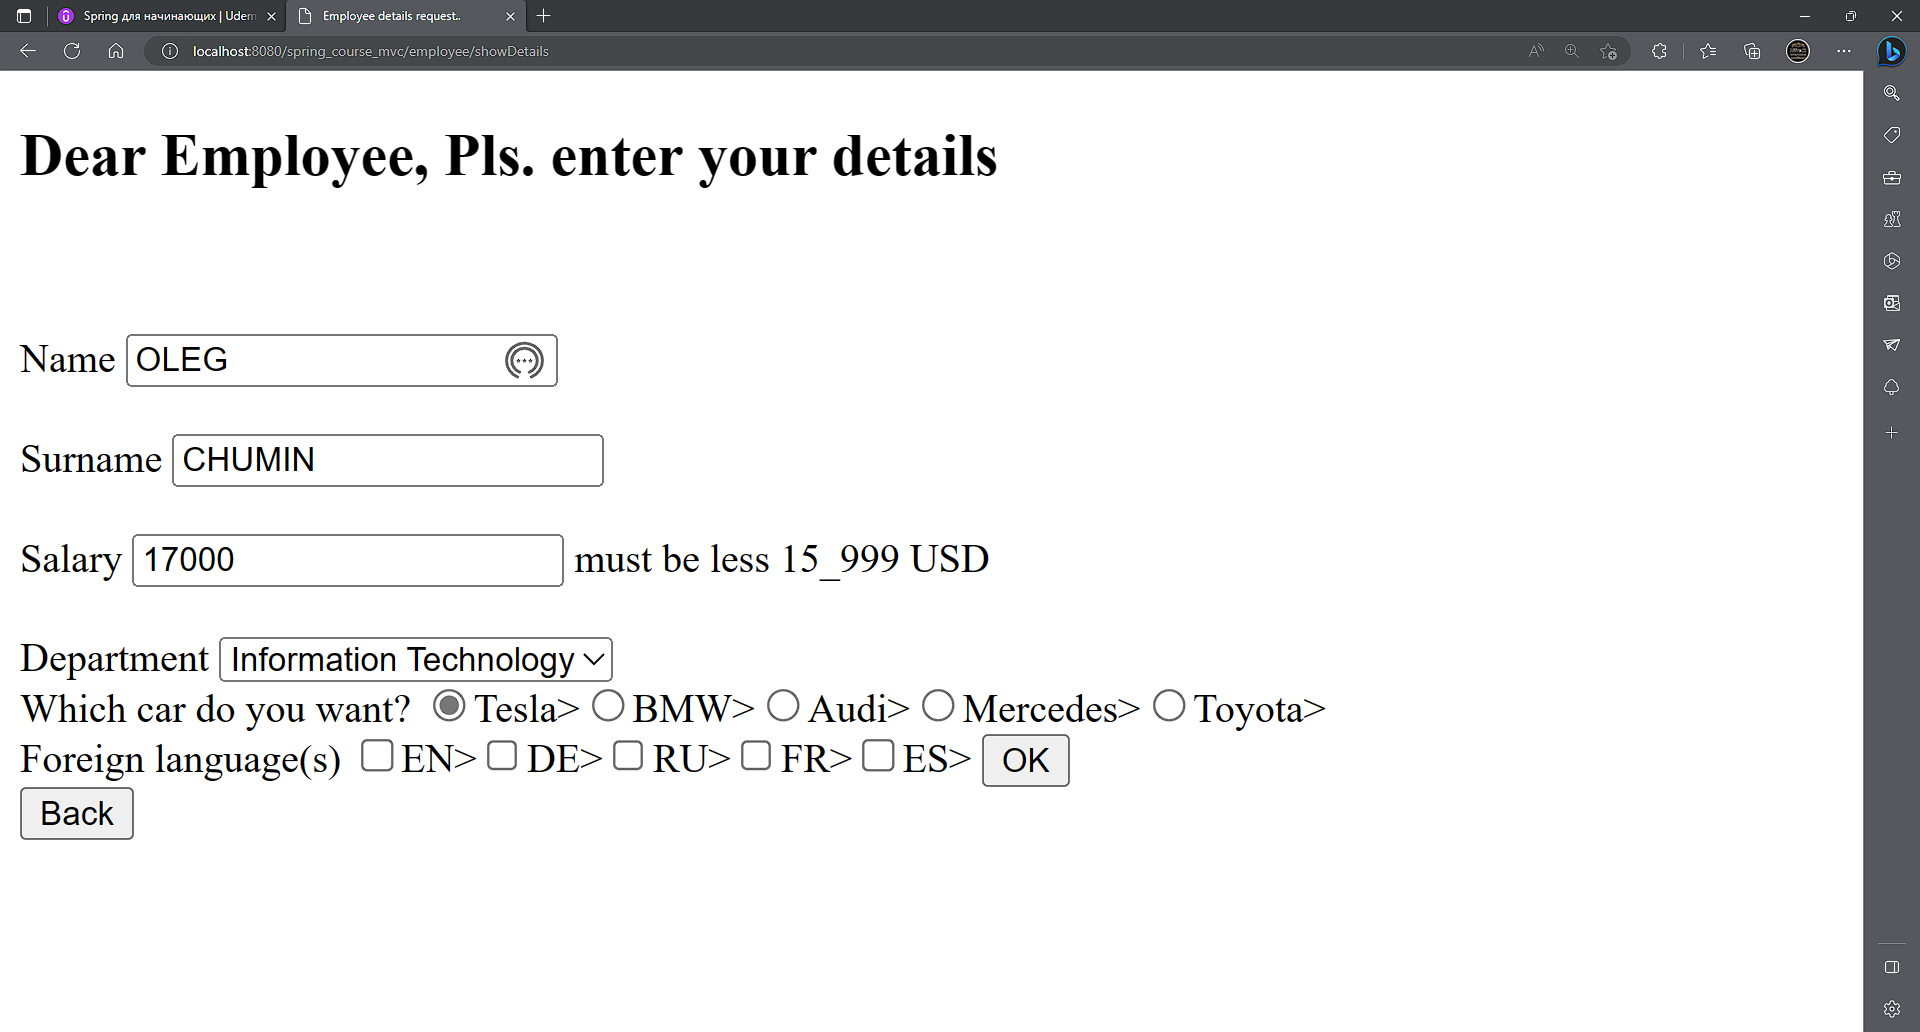 Spring для начинающих | Udem
Employee details request..
localhost:8080/spring_course_mvc/employee/showDetails
Dear Employee, Pls. enter your details
Name OLEG
Surname CHUMIN
Salary 17000 must be less 15_999 USD
Department Information Technology
Which car do you want? Tesla> BMW> Audi> Mercedes> Toyota>
Foreign language(s) EN> DE> RU> FR> ES> OK
Back